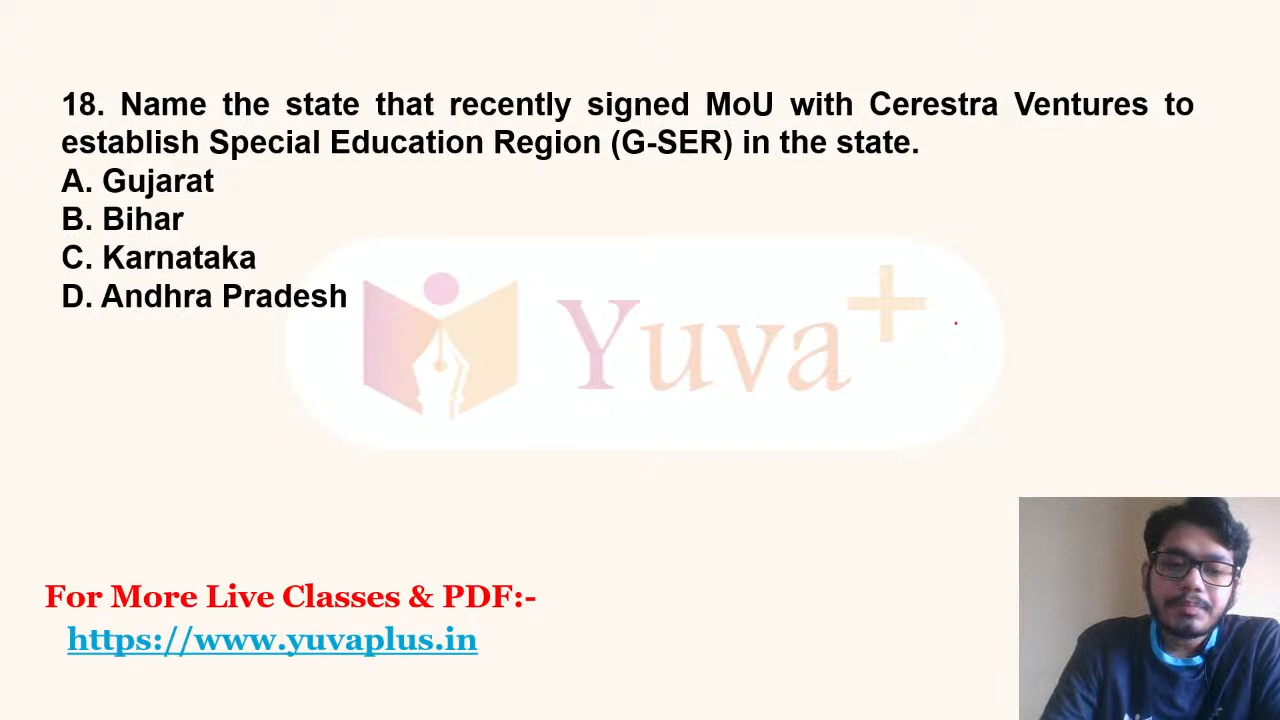 18. Name the state that recently signed MoU with Cerestra Ventures to
establish Special Education Region (G-SER) in the state.
A. Gujarat
B. Bihar
C. Karnataka
D. Andhra Pradesh
Yuva+
For More Live Classes & PDF:-
https://www.yuvaplus.in